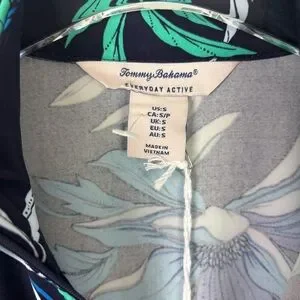 Tommy Bahama®
EVERYDAY ACTIVE
US:S
CA:S/P
UK:S
EU:S
AU:S
MADE IN
VIETNAM